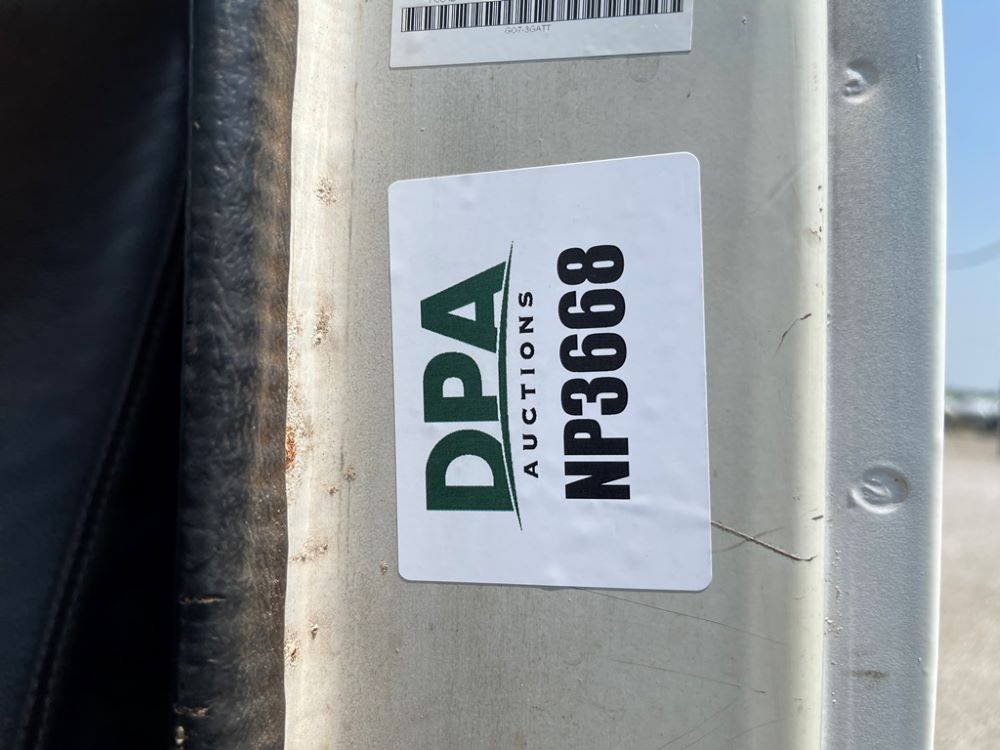 G07-3GATT
DPA
AUCTIONS
NP3668